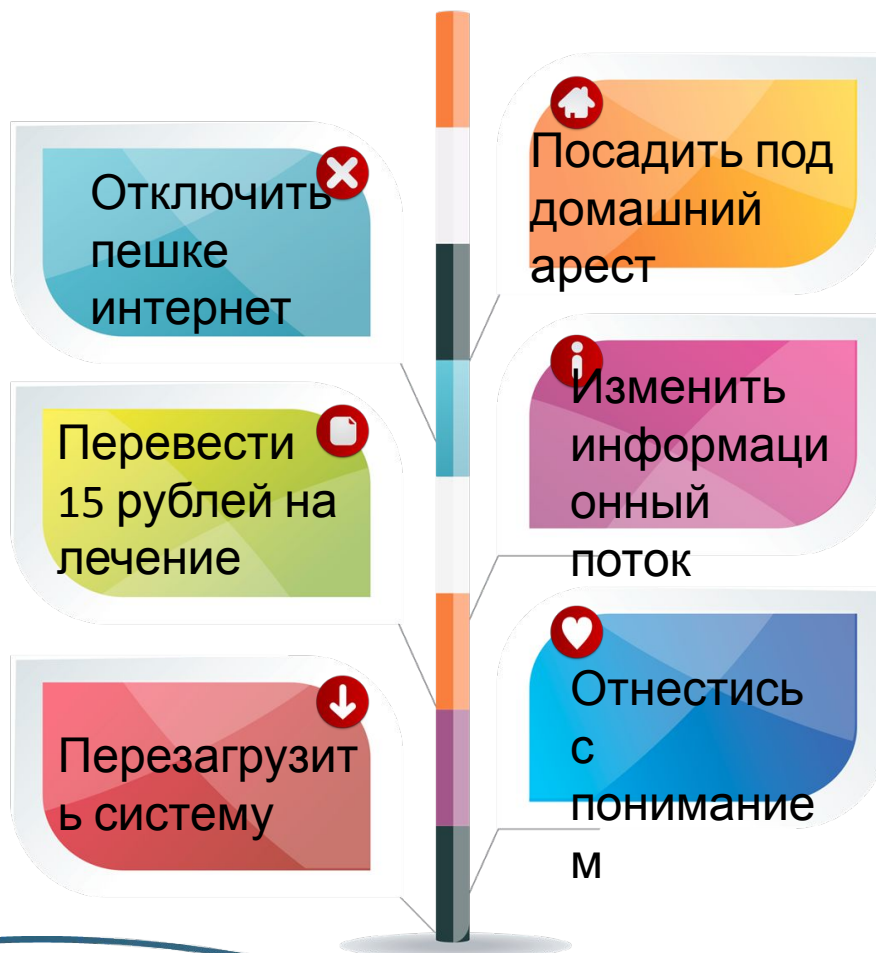 Отключить
пешке
интернет
Посадить под
домашний
арест
Перевести
15 рублей на
лечение
Изменить
информаци
онный
поток
Перезагрузит
ь систему
Отнестись
с
понимание
м